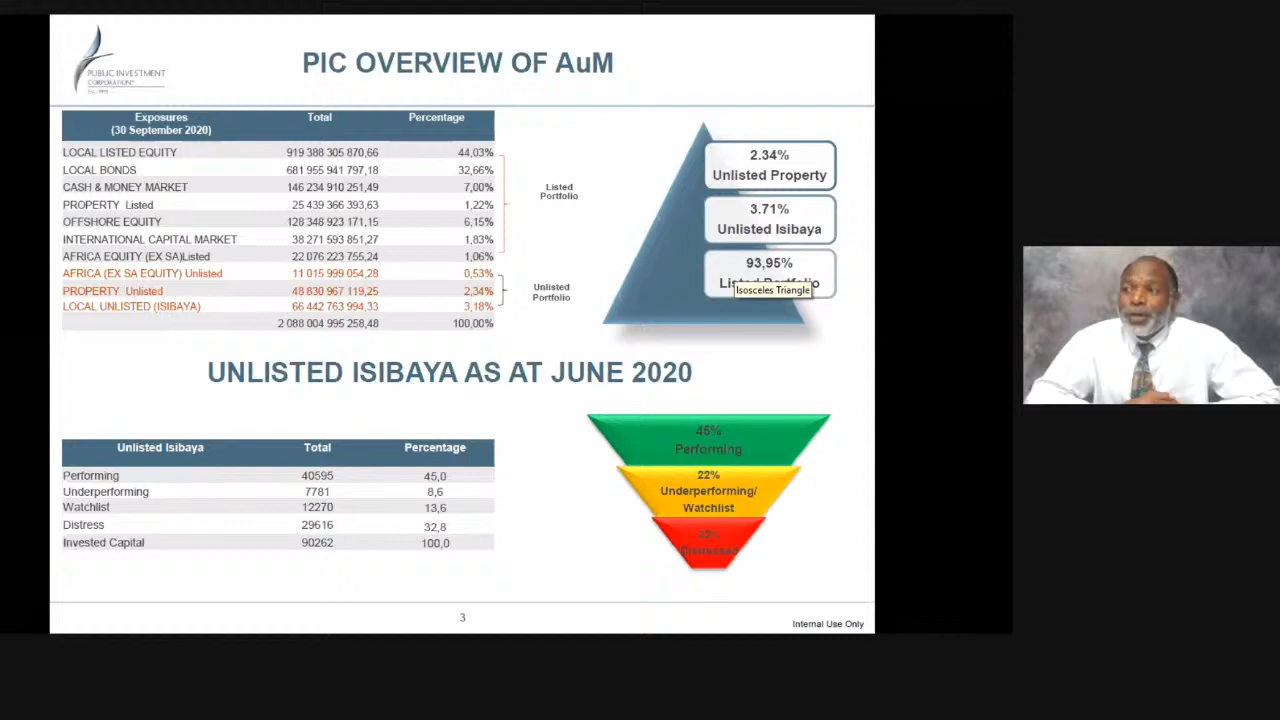 PUBLIC INVESTMENT
CORPORATION
PIC OVERVIEW OF AuM
Exposures Total Percentage
(30 September 2020)
LOCAL LISTED EQUITY 919 388 305 870,66 44,03%
LOCAL BONDS 681 955 941 797,18 32,66%
CASH & MONEY MARKET 146 234 910 251,49 7,00%
PROPERTY Listed 25 439 366 393,63 1,22%
OFFSHORE EQUITY 128 348 923 171,15 6,15%
INTERNATIONAL CAPITAL MARKET 38 271 593 851,27 1,83%
AFRICA EQUITY (EX SA)Listed 22 076 223 755,24 1,06%
AFRICA (EX SA EQUITY) Unlisted 11 015 999 054,28 0,53%
PROPERTY Unlisted 48 830 967 119,25 2,34%
LOCAL UNLISTED (ISIBAYA) 66 442 763 994,33 3,18%
2 088 004 995 258,48 100,00%
Listed
Portfolio
Unlisted
Portfolio
2.34%
Unlisted Property
3.71%
Unlisted Isibaya
93,95%
Listed Portfolio
Isosceles Triangle
UNLISTED ISIBAYA AS AT JUNE 2020
Unlisted Isibaya Total Percentage
Performing 40595 45,0
Underperforming 7781 8,6
Watchlist 12270 13,6
Distress 29616 32,8
Invested Capital 90262 100,0
45%
Performing
22%
Underperforming/
Watchlist
Distressed
3
Internal Use Only